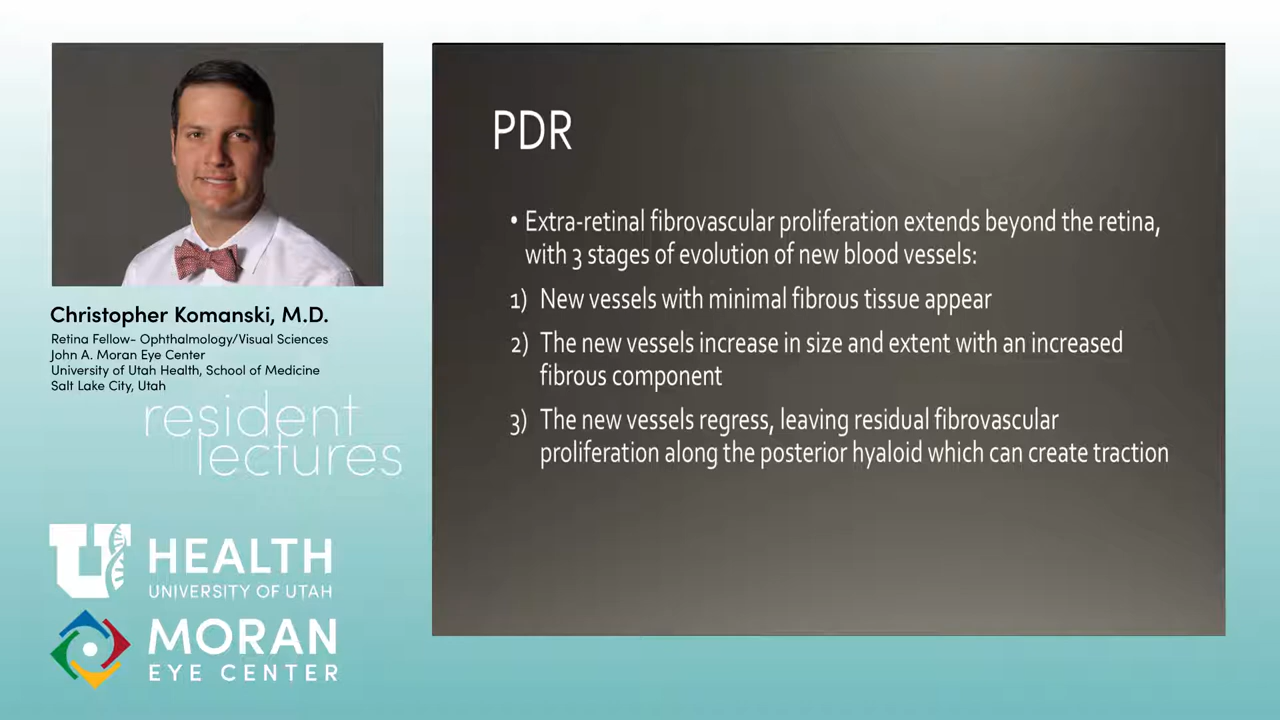 Christopher Komanski, M.D.
Retina Fellow- Ophthalmology/Visual Sciences
John A. Moran Eye Center
University of Utah Health, School of Medicine
Salt Lake City, Utah
resident
lectures
U HEALTH
UNIVERSITY OF UTAH
MORAN
EYE CENTER
PDR
• Extra-retinal fibrovascular proliferation extends beyond the retina,
with 3 stages of evolution of new blood vessels:
1) New vessels with minimal fibrous tissue appear
2) The new vessels increase in size and extent with an increased
fibrous component
3) The new vessels regress, leaving residual fibrovascular
proliferation along the posterior hyaloid which can create traction